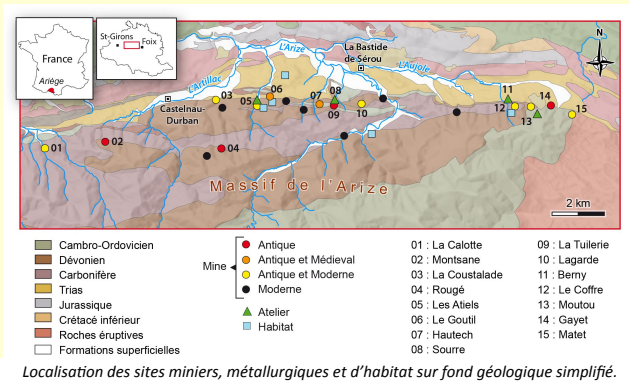 St-Girons
Foix
France
Ariège
L'Arize
La Bastide
de Sérou
L'Aujole
L'Artillac
Castelnau-
Durban
N
01
02
03
04
05
06
07
08
09
10
11
12
13
14
15
Massif de l'Arize
2 km
Cambro-Ordovicien
Dévonien
Carbonifère
Trias
Jurassique
Crétacé inférieur
Roches éruptives
Formations superficielles
Mine
Antique
Antique et Médieval
Antique et Moderne
Moderne
Atelier
Habitat
01 : La Calotte
02 : Montsane
03 : La Coustalade
04 : Rougé
05 : Les Atiels
06 : Le Goutil
07 : Hautech
08 : Sourre
09 : La Tuilerie
10 : Lagarde
11 : Berny
12 : Le Coffre
13 : Moutou
14 : Gayet
15 : Matet
Localisation des sites miniers, métallurgiques et d'habitat sur fond géologique simplifié.